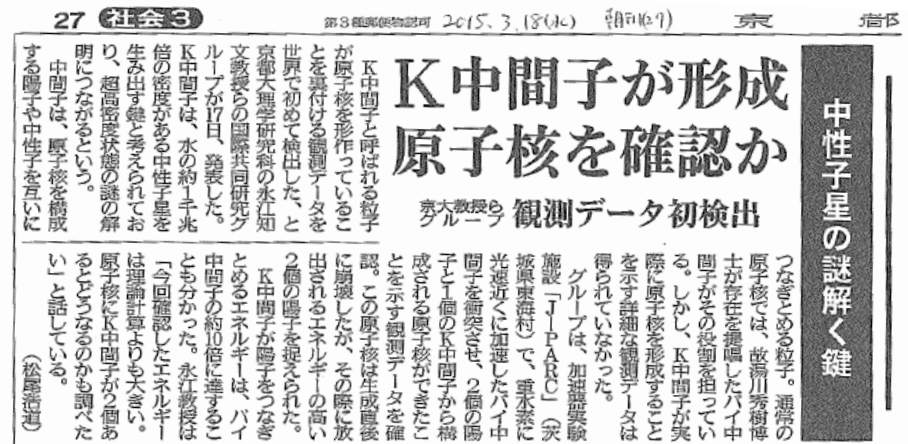 27 社会3
第3種郵便物認可
2015.3.18(水) 朝刊(27)
京都
中性子星の謎解く鍵
K中間子が形成
原子核を確認か
京大教授らグループ
観測データ初検出
K中間子と呼ばれる粒子
が原子核を形作っているこ
とを裏付ける観測データを
世界で初めて検出した、と
京都大理学研究科の永江知
文教授らの国際共同研究グ
ループが17日、発表した。
K中間子は、水の約1千兆
倍の密度がある中性子星を
生み出す鍵と考えられてお
り、超高密度状態の謎の解
明につながるという。
中間子は、原子核を構成
する陽子や中性子を互いに
つなぎとめる粒子。通常の
原子核では、故湯川秀樹博
士が存在を提唱したパイ中
間子がその役割を担ってい
る。しかし、K中間子が実
際に原子核を形成すること
を示す詳細な観測データは
得られていなかった。
グループは、加速器実験
施設「J―PARC」(茨
城県東海村)で、重水素に
光速近くに加速したパイ中
間子を衝突させ、2個の陽
子と1個のK中間子から構
成される原子核ができたこ
とを示す観測データを確
認。この原子核は生成直後
に崩壊したが、その際に放
出されるエネルギーの高い
2個の陽子を捉えられた。
K中間子が陽子をつなぎ
とめるエネルギーは、パイ
中間子の約10倍に達するこ
とも分かった。永江教授は
「今回確認したエネルギー
は理論計算よりも大きい。
原子核にK中間子が2個あ
るとどうなるのかも調べた
い」と話している。
(松尾浩道)